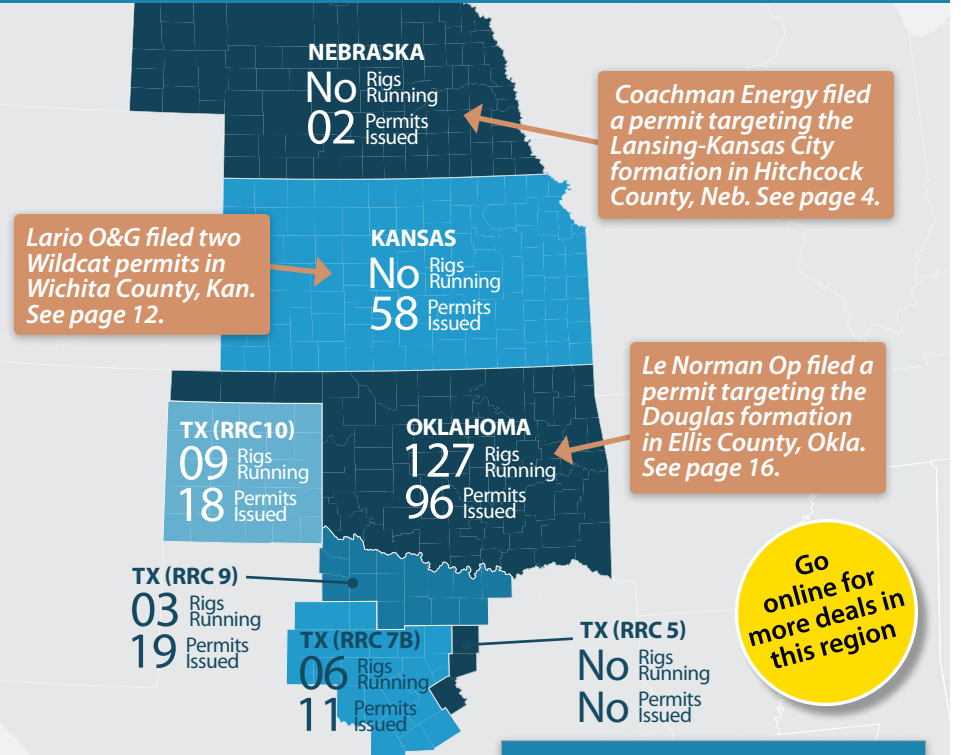 NEBRASKA
No Rigs Running
02 Permits Issued
Coachman Energy filed
a permit targeting the
Lansing-Kansas City
formation in Hitchcock
County, Neb. See page 4.
Lario O&G filed two
Wildcat permits in
Wichita County, Kan.
See page 12.
KANSAS
No Rigs Running
58 Permits Issued
Le Norman Op filed a
permit targeting the
Douglas formation
in Ellis County, Okla.
See page 16.
TX (RRC10)
09 Rigs Running
18 Permits Issued
OKLAHOMA
127 Rigs Running
96 Permits Issued
TX (RRC 9)
03 Rigs Running
19 Permits Issued
TX (RRC 7B)
06 Rigs Running
11 Permits Issued
TX (RRC 5)
No Rigs Running
No Permits Issued
Go
online for
more deals in
this region